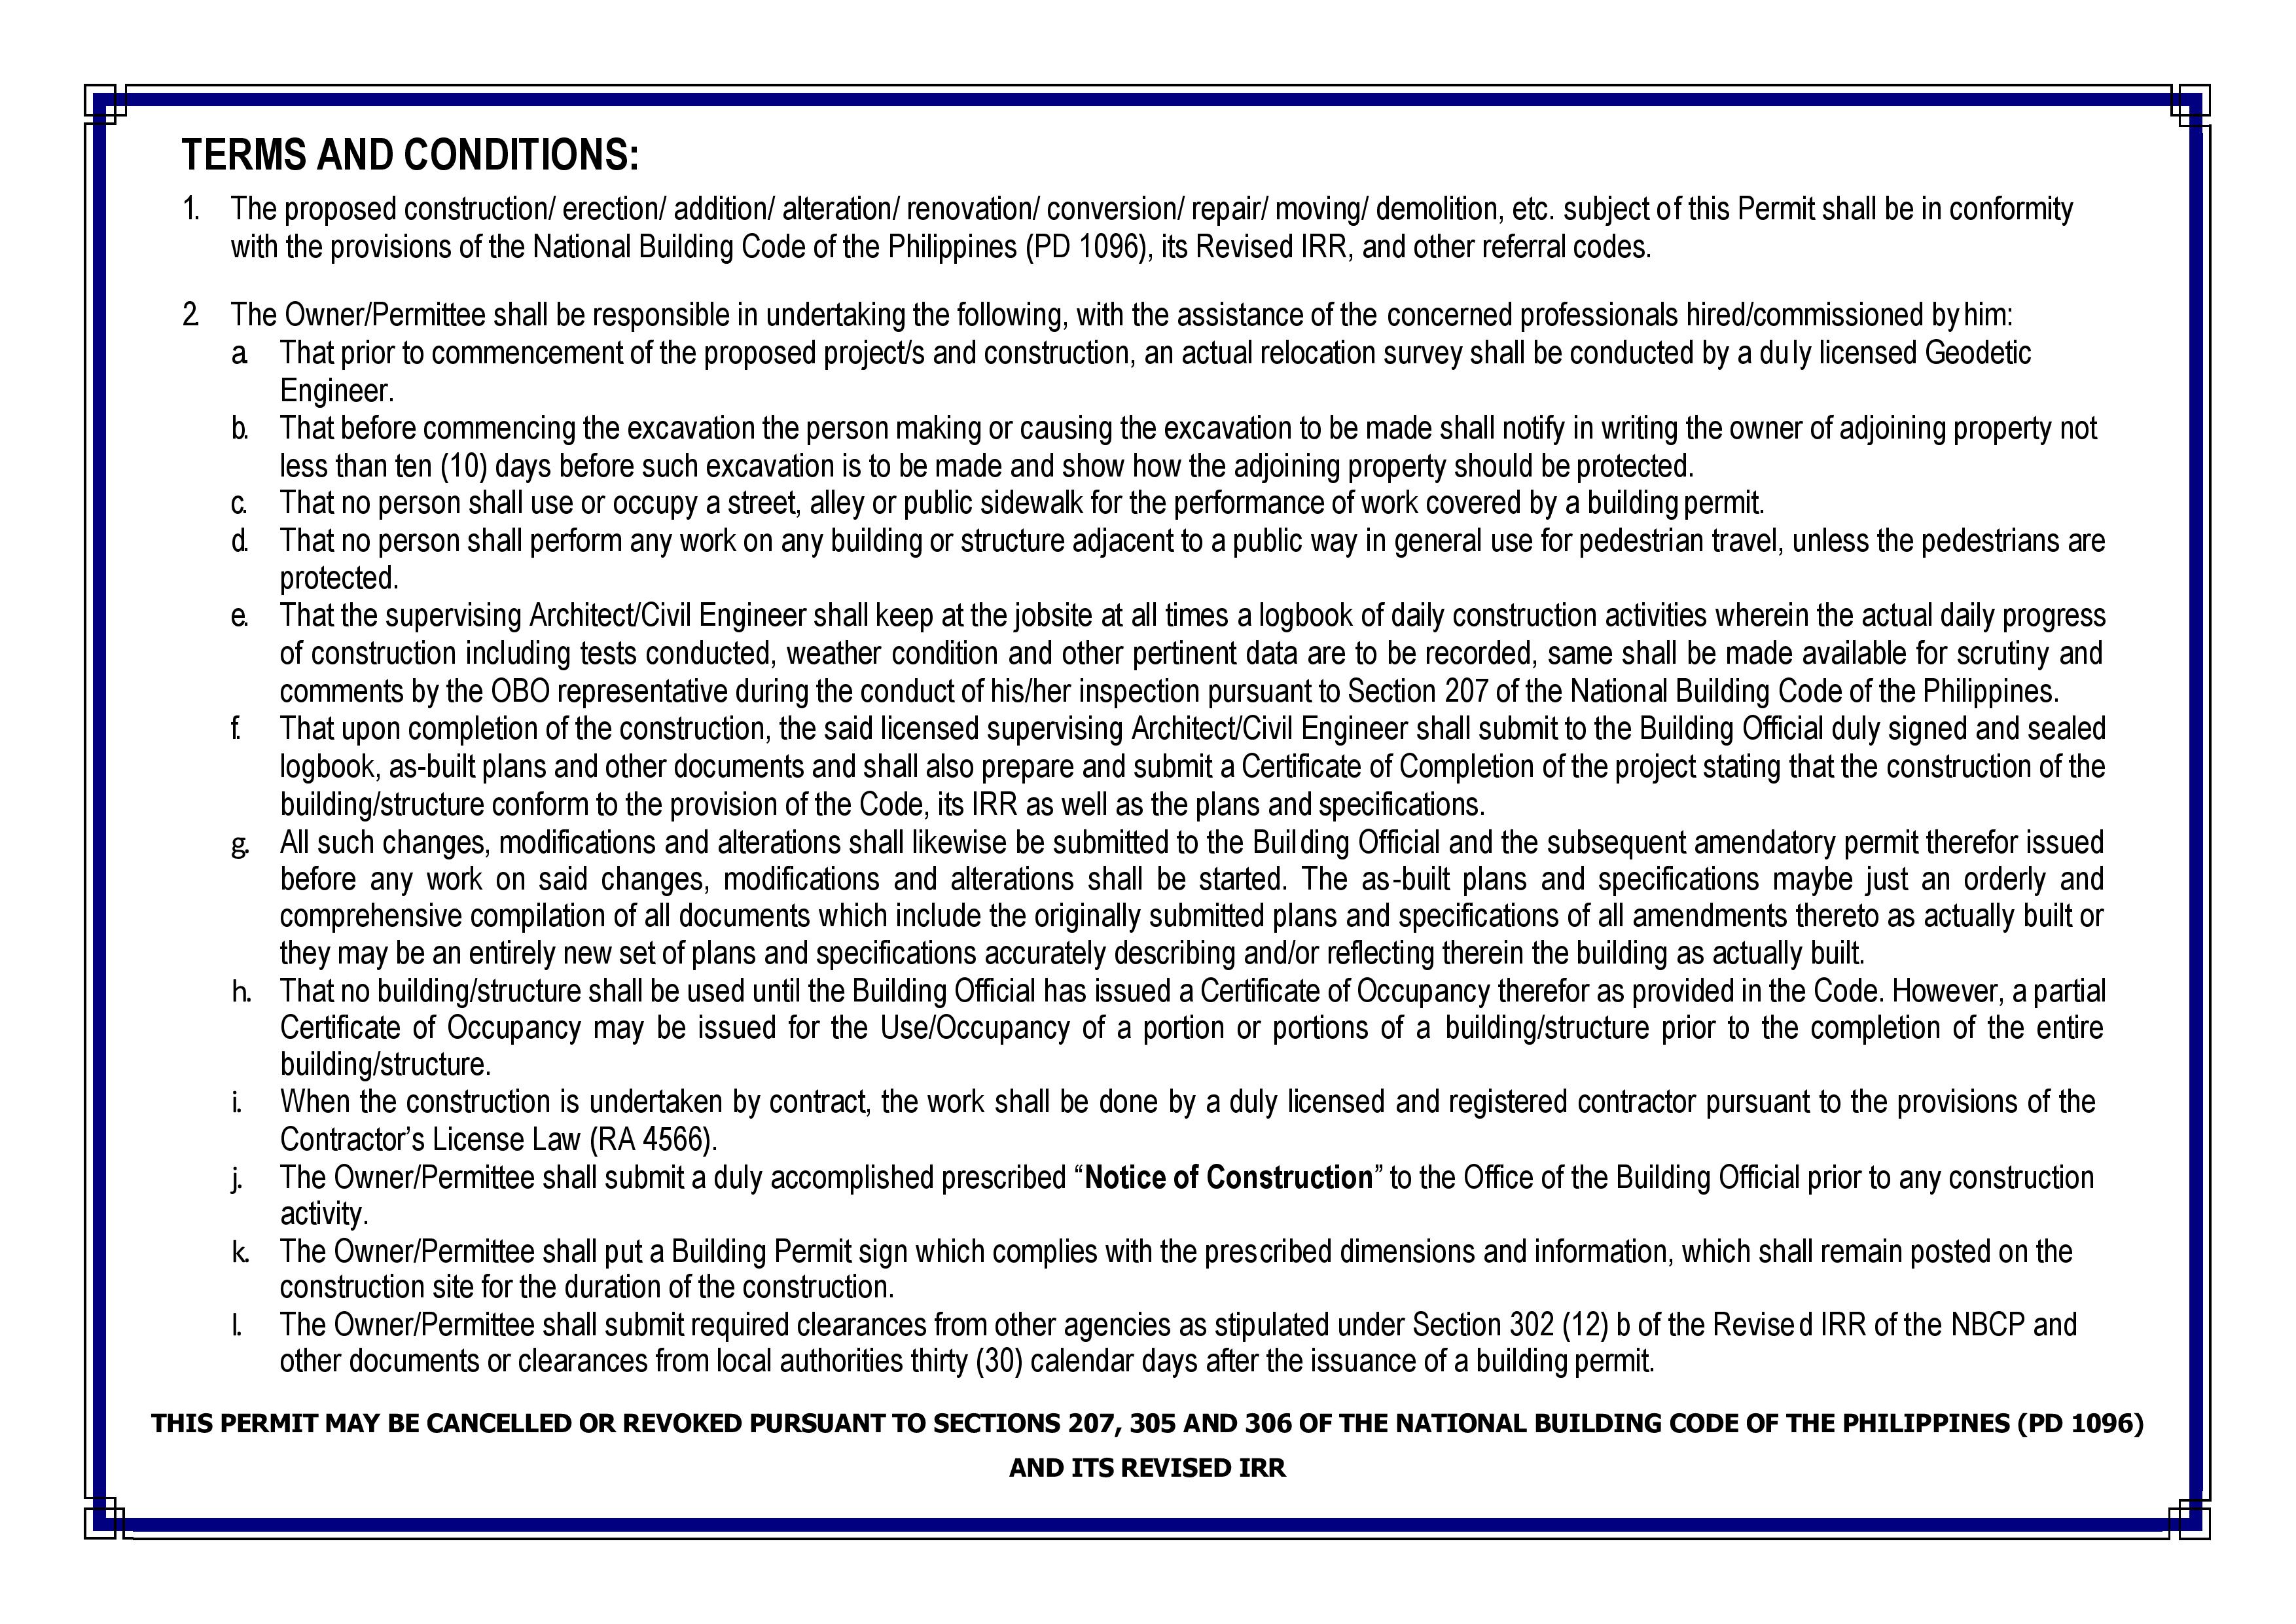 TERMS AND CONDITIONS:
1. The proposed construction/ erection/ addition/ alteration/ renovation/ conversion/ repair/ moving/ demolition, etc. subject of this Permit shall be in conformity
with the provisions of the National Building Code of the Philippines (PD 1096), its Revised IRR, and other referral codes.
2. The Owner/Permittee shall be responsible in undertaking the following, with the assistance of the concerned professionals hired/commissioned by him:
a. That prior to commencement of the proposed project/s and construction, an actual relocation survey shall be conducted by a duly licensed Geodetic
Engineer.
b. That before commencing the excavation the person making or causing the excavation to be made shall notify in writing the owner of adjoining property not
less than ten (10) days before such excavation is to be made and show how the adjoining property should be protected.
c. That no person shall use or occupy a street, alley or public sidewalk for the performance of work covered by a building permit.
d. That no person shall perform any work on any building or structure adjacent to a public way in general use for pedestrian travel, unless the pedestrians are
protected.
e. That the supervising Architect/Civil Engineer shall keep at the jobsite at all times a logbook of daily construction activities wherein the actual daily progress
of construction including tests conducted, weather condition and other pertinent data are to be recorded, same shall be made available for scrutiny and
comments by the OBO representative during the conduct of his/her inspection pursuant to Section 207 of the National Building Code of the Philippines.
f. That upon completion of the construction, the said licensed supervising Architect/Civil Engineer shall submit to the Building Official duly signed and sealed
logbook, as-built plans and other documents and shall also prepare and submit a Certificate of Completion of the project stating that the construction of the
building/structure conform to the provision of the Code, its IRR as well as the plans and specifications.
g. All such changes, modifications and alterations shall likewise be submitted to the Building Official and the subsequent amendatory permit therefor issued
before any work on said changes, modifications and alterations shall be started. The as-built plans and specifications maybe just an orderly and
comprehensive compilation of all documents which include the originally submitted plans and specifications of all amendments thereto as actually built or
they may be an entirely new set of plans and specifications accurately describing and/or reflecting therein the building as actually built.
h. That no building/structure shall be used until the Building Official has issued a Certificate of Occupancy therefor as provided in the Code. However, a partial
Certificate of Occupancy may be issued for the Use/Occupancy of a portion or portions of a building/structure prior to the completion of the entire
building/structure.
i. When the construction is undertaken by contract, the work shall be done by a duly licensed and registered contractor pursuant to the provisions of the
Contractor’s License Law (RA 4566).
j. The Owner/Permittee shall submit a duly accomplished prescribed “Notice of Construction” to the Office of the Building Official prior to any construction
activity.
k. The Owner/Permittee shall put a Building Permit sign which complies with the prescribed dimensions and information, which shall remain posted on the
construction site for the duration of the construction.
l. The Owner/Permittee shall submit required clearances from other agencies as stipulated under Section 302 (12) b of the Revised IRR of the NBCP and
other documents or clearances from local authorities thirty (30) calendar days after the issuance of a building permit.
THIS PERMIT MAY BE CANCELLED OR REVOKED PURSUANT TO SECTIONS 207, 305 AND 306 OF THE NATIONAL BUILDING CODE OF THE PHILIPPINES (PD 1096)
AND ITS REVISED IRR